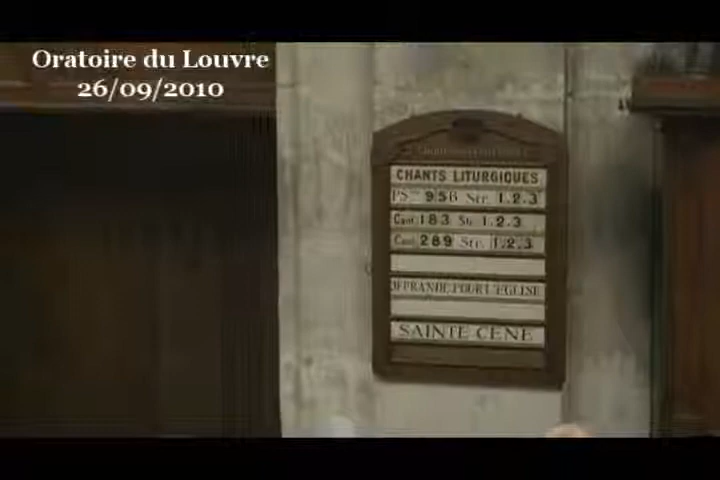 Oratoire du Louvre
26/09/2010
CHANTS LITURGIQUES
PSme 95B Str. 1.2.3
Cant 183 Str. 1.2.3
Cant 289 Str. 1.2.3
OFFRANDE POUR L'EGLISE
SAINTE CENE